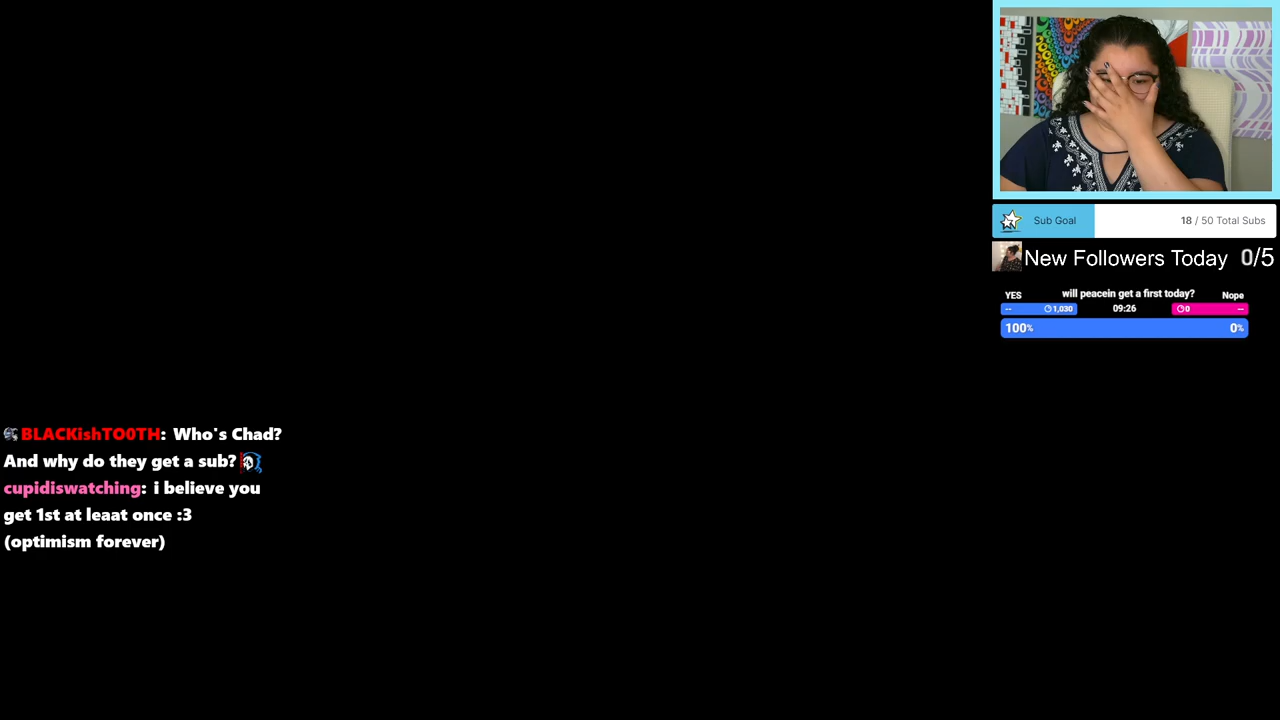 Sub Goal 18 / 50 Total Subs
New Followers Today 0/5
YES will peacein get a first today? Nope
-- 1,030 09:26 0 --
100% 0%
BLACKishTO0TH: Who's Chad?
And why do they get a sub?
cupidiswatching: i believe you
get 1st at leaat once :3
(optimism forever)